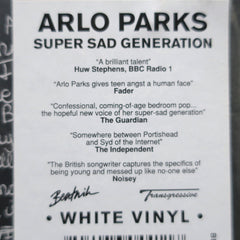 ARLO PARKS
SUPER SAD GENERATION
"A brilliant talent"
Huw Stephens, BBC Radio 1
"Arlo Parks gives teen angst a human face"
Fader
"Confessional, coming-of-age bedroom pop...
the hopeful new voice of her super-sad generation"
The Guardian
"Somewhere between Portishead
and Syd of the Internet"
The Independent
"The British songwriter captures the specifics of
being young and messed up like no-one else"
Noisey
Beatnik Transgressive
• WHITE VINYL •